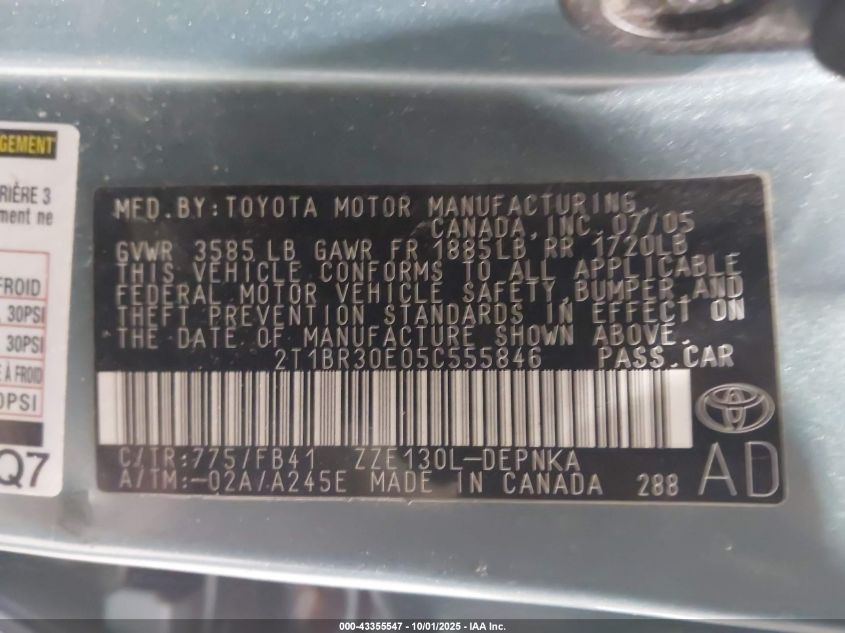 GEMENT
RIÈRE 3
ment ne
FROID
30PSI
30PSI
E À FROID
0PSI
Q7
MFD.BY:TOYOTA MOTOR MANUFACTURING
CANADA,INC.07/05
GVWR 3585LB GAWR FR 1885LB RR 1720LB
THIS VEHICLE CONFORMS TO ALL APPLICABLE
FEDERAL MOTOR VEHICLE SAFETY,BUMPER AND
THEFT PREVENTION STANDARDS IN EFFECT ON
THE DATE OF MANUFACTURE SHOWN ABOVE.
2T1BR30E05C555846 PASS.CAR
C/TR:775/FB41 ZZE130L-DEPNKA
A/TM:-02A/A245E MADE IN CANADA 288 AD
000-43355547 - 10/01/2025 - IAA Inc.